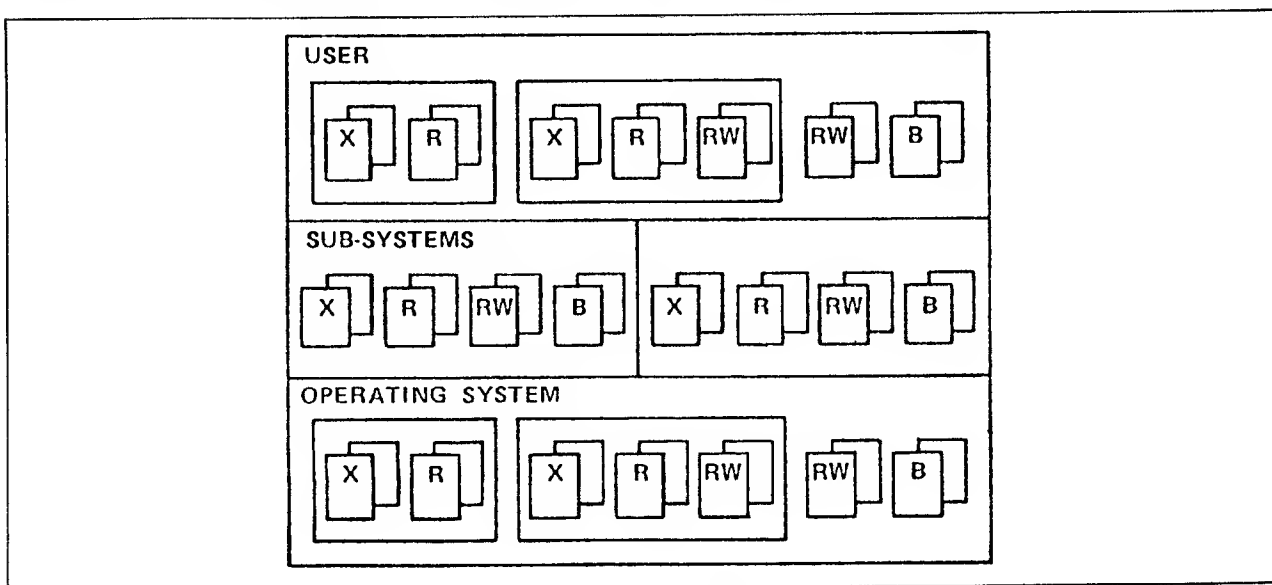 USER
X R X R RW RW B
SUB-SYSTEMS
X R RW B X R RW B
OPERATING SYSTEM
X R X R RW RW B